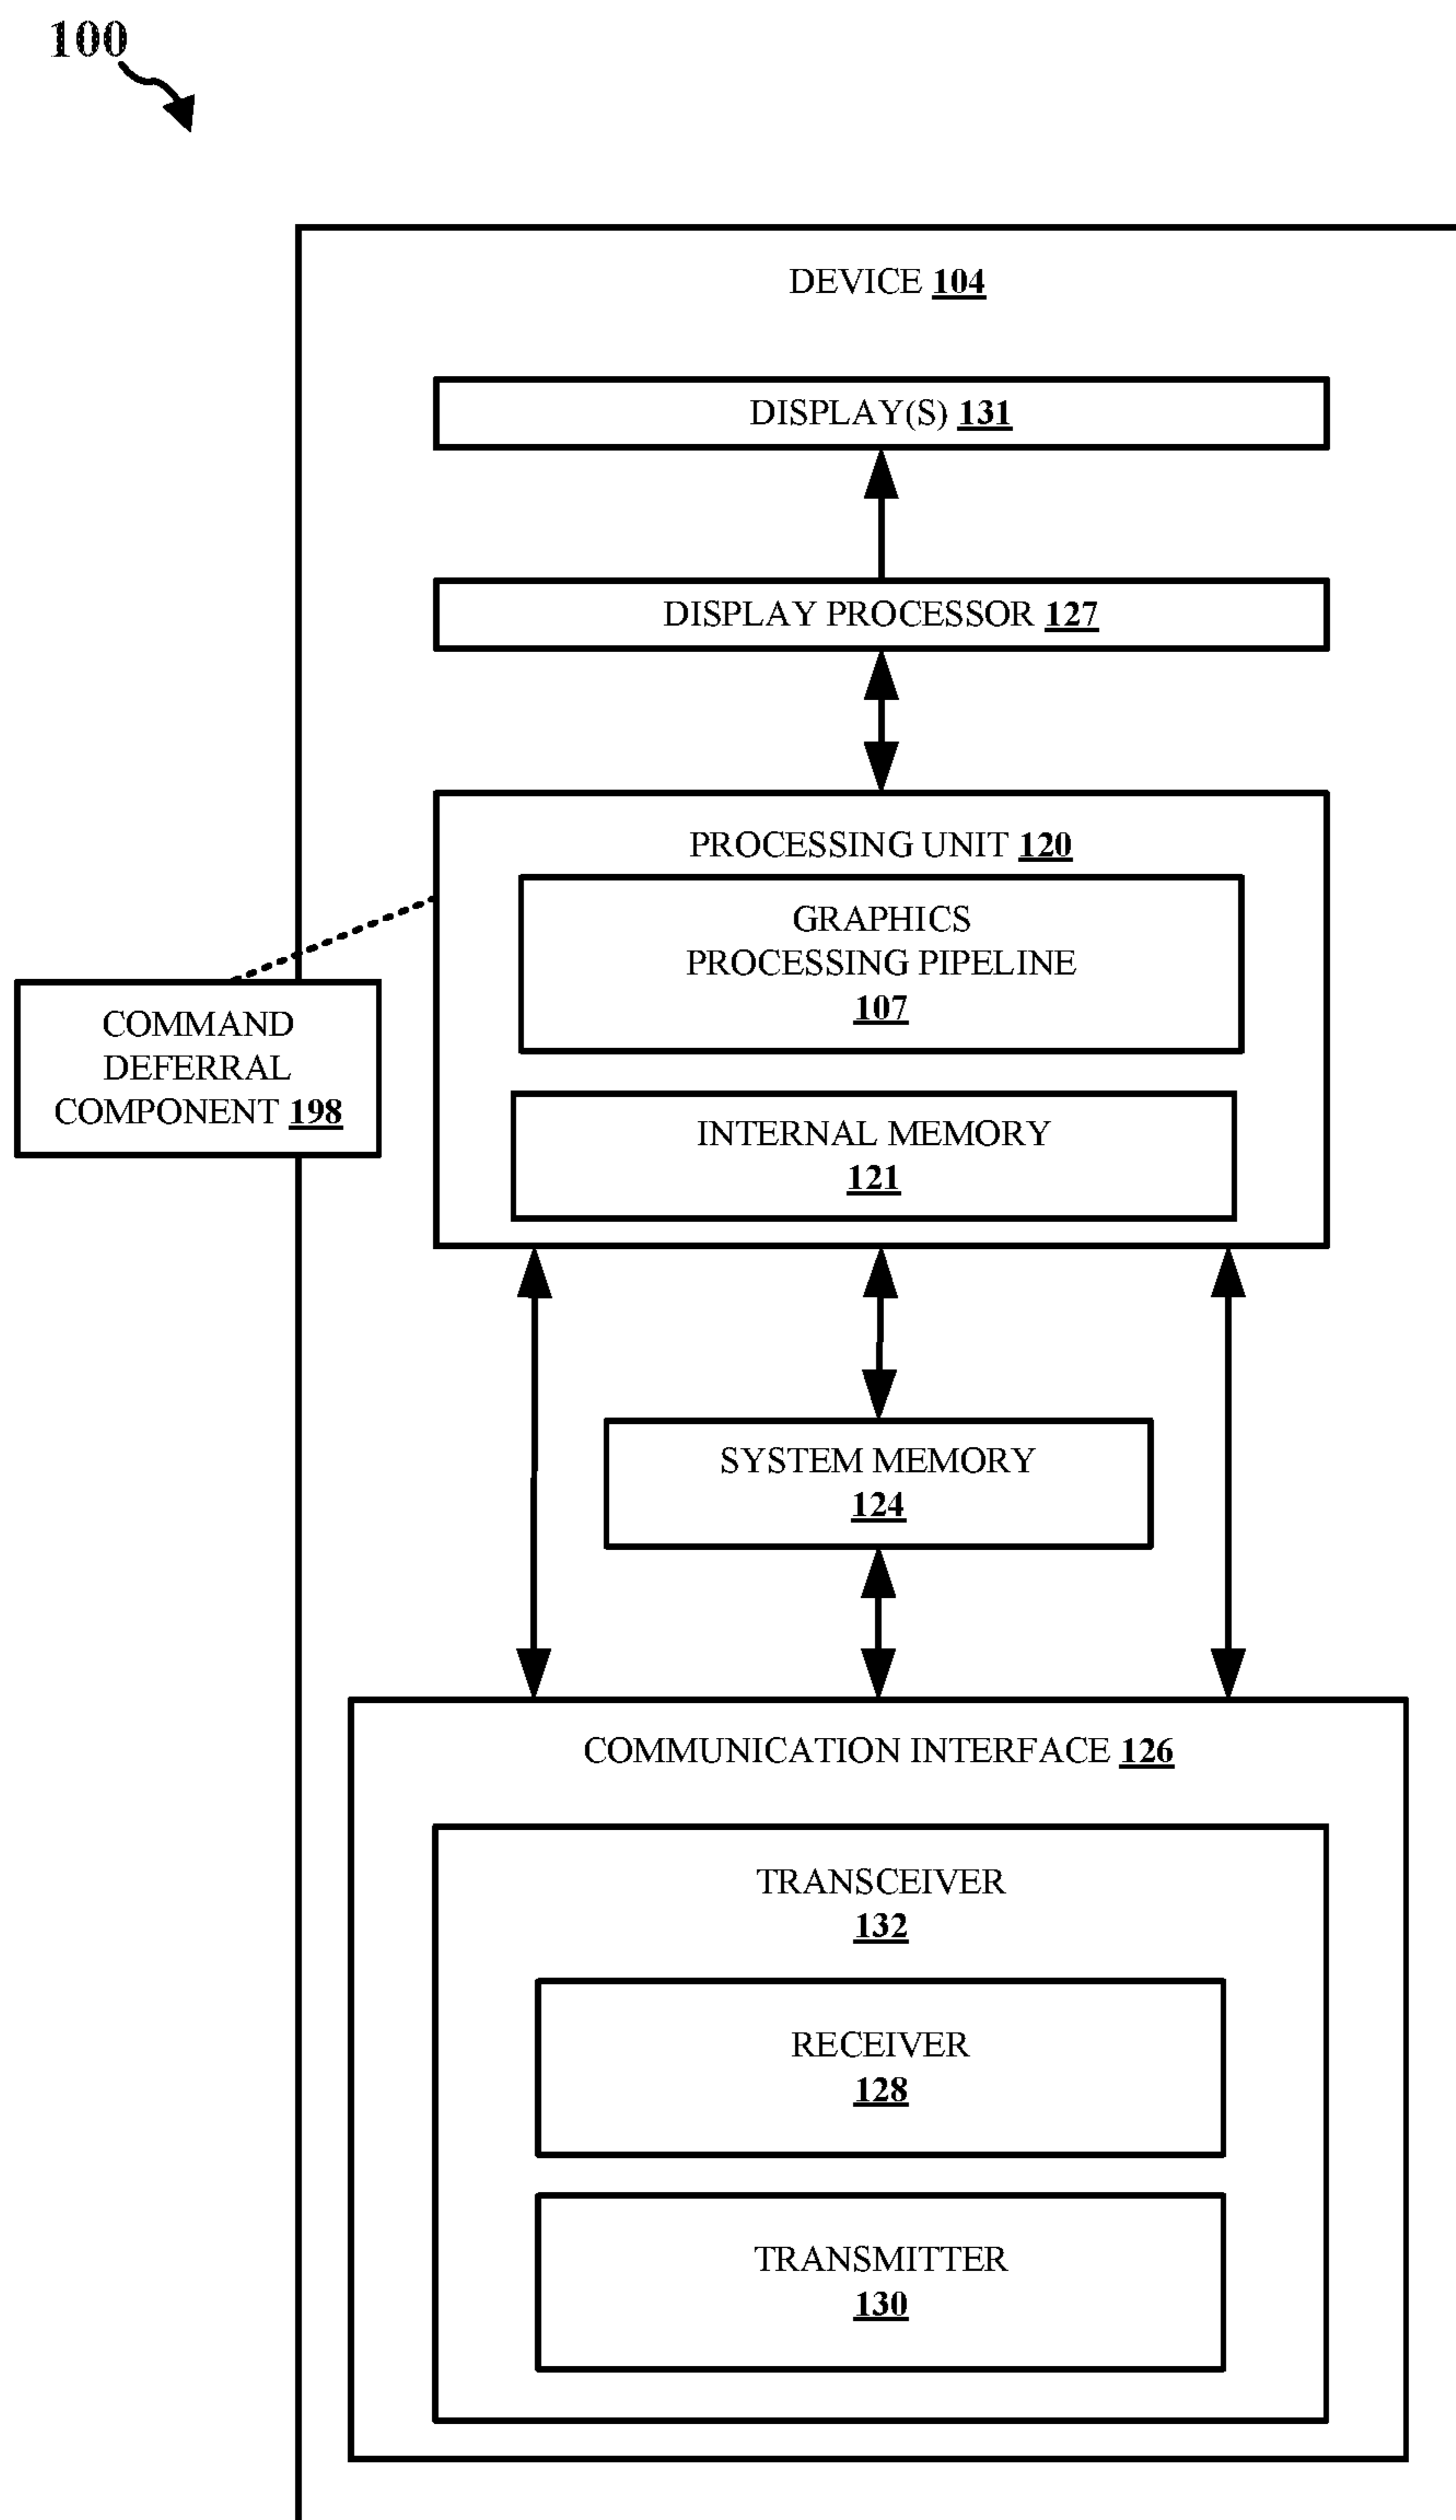 100
DEVICE 104
DISPLAY(S) 131
DISPLAY PROCESSOR 127
PROCESSING UNIT 120
GRAPHICS
PROCESSING PIPELINE
107
COMMAND
DEFERRAL
COMPONENT 198
INTERNAL MEMORY
121
SYSTEM MEMORY
124
COMMUNICATION INTERFACE 126
TRANSCEIVER
132
RECEIVER
128
TRANSMITTER
130